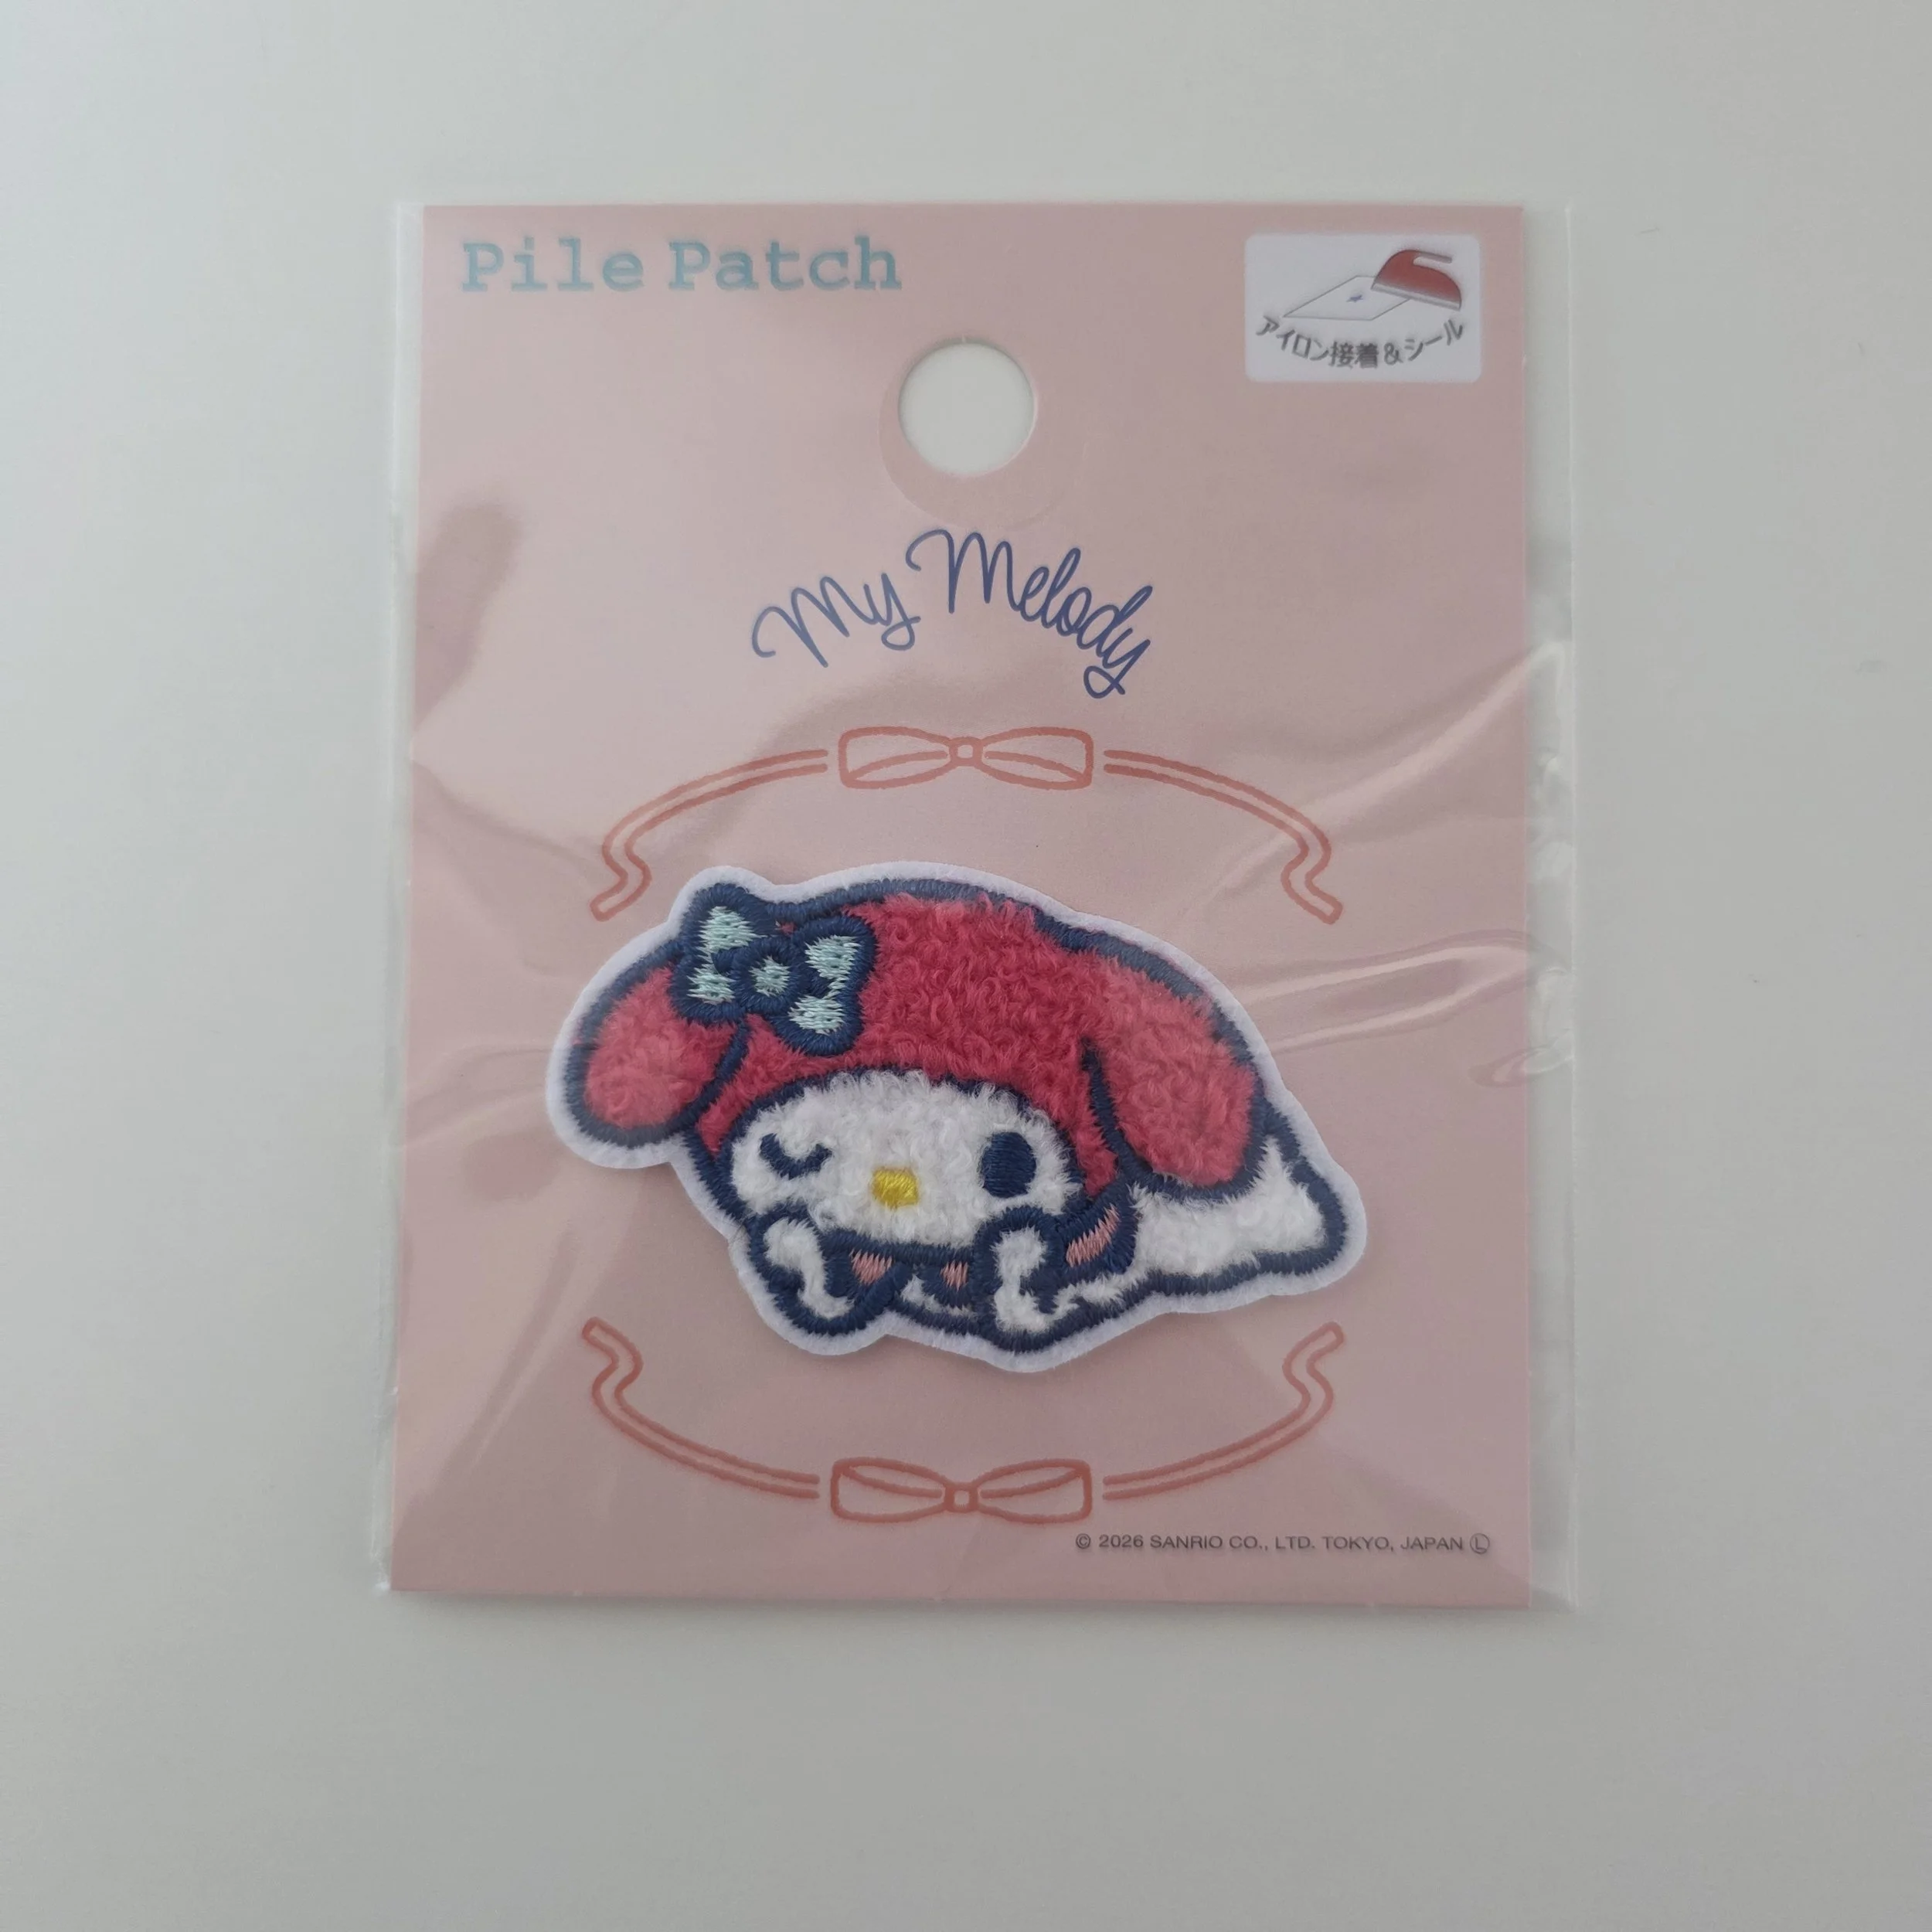 Pile Patch
アイロン接着&シール
My Melody
© 2026 SANRIO CO., LTD. TOKYO, JAPAN Ⓛ